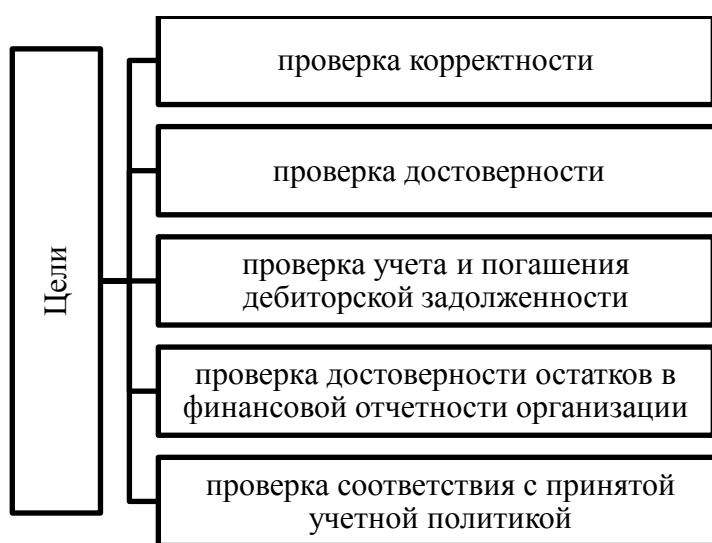 Цели
проверка корректности
проверка достоверности
проверка учета и погашения
дебиторской задолженности
проверка достоверности остатков в
финансовой отчетности организации
проверка соответствия с принятой
учетной политикой